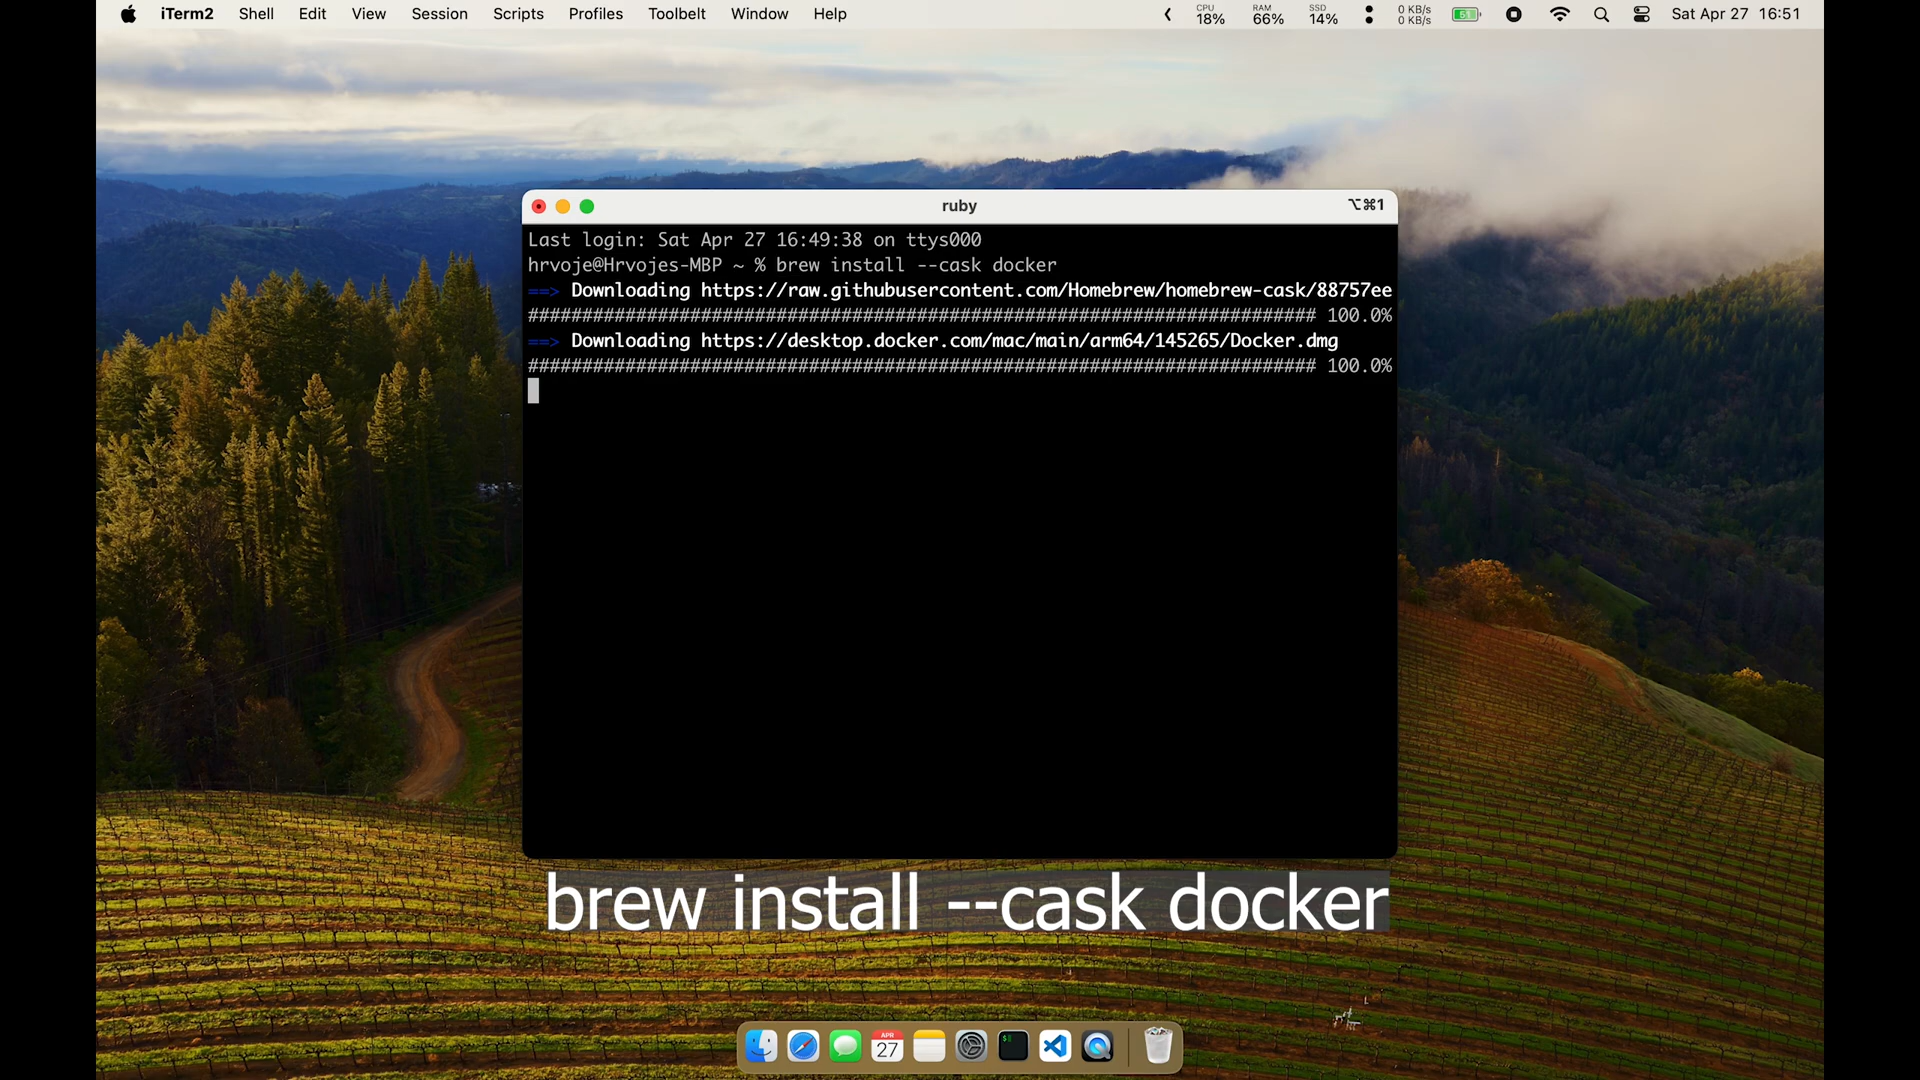 iTerm2 Shell Edit View Session Scripts Profiles Toolbelt Window Help CPU 18% RAM 66% SSD 14% 0 KB/s 0 KB/s 51 Sat Apr 27 16:51
ruby ⌥⌘1
Last login: Sat Apr 27 16:49:38 on ttys000
hrvoje@Hrvojes-MBP ~ % brew install --cask docker
==> Downloading https://raw.githubusercontent.com/Homebrew/homebrew-cask/88757ee
######################################################################### 100.0%
==> Downloading https://desktop.docker.com/mac/main/arm64/145265/Docker.dmg
######################################################################### 100.0%
brew install --cask docker
APR
27